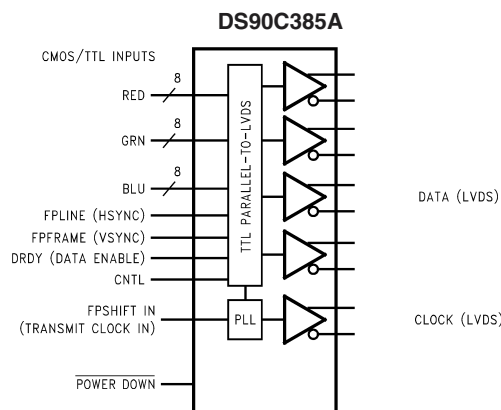 DS90C385A
CMOS/TTL INPUTS
8
RED
8
GRN
8
BLU
FPLINE (HSYNC)
FPFRAME (VSYNC)
DRDY (DATA ENABLE)
CNTL
FPSHIFT IN
(TRANSMIT CLOCK IN)
POWER DOWN
TTL PARALLEL-TO-LVDS
PLL
DATA (LVDS)
CLOCK (LVDS)